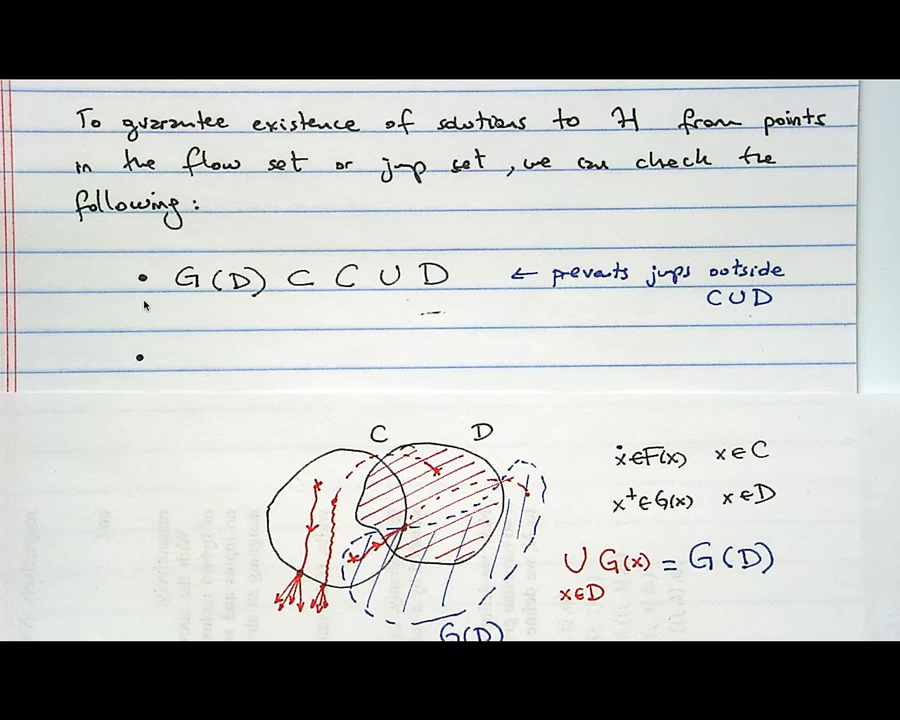 To guarantee existence of solutions to H from points
in the flow set or jump set, we can check the
following:
• G(D) ⊂ C ∪ D ← prevents jumps outside
C ∪ D
•
C D
ẋ∈F(x) x∈C
x⁺∈G(x) x∈D
∪ G(x) = G(D)
x∈D
G(D)